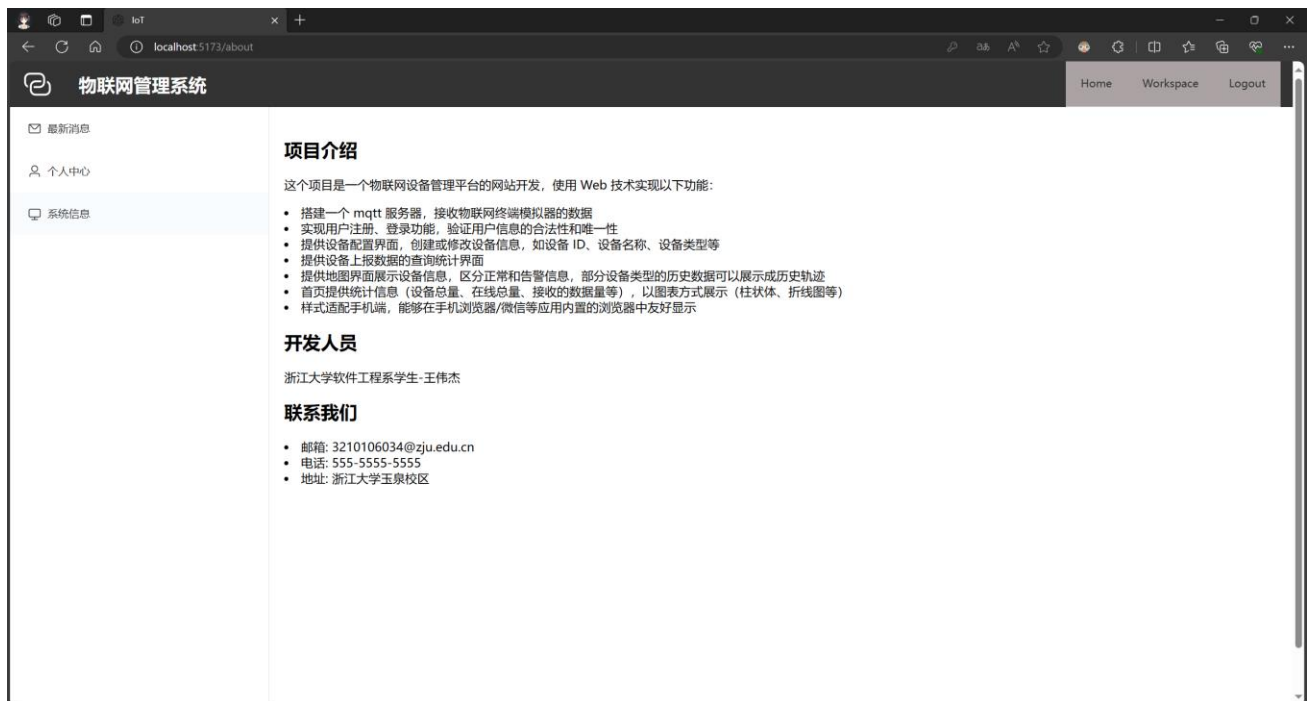 IoT
localhost:5173/about
物联网管理系统
Home Workspace Logout
最新消息
个人中心
系统信息
项目介绍
这个项目是一个物联网设备管理平台的网站开发，使用 Web 技术实现以下功能：
• 搭建一个 mqtt 服务器，接收物联网终端模拟器的数据
• 实现用户注册、登录功能，验证用户信息的合法性和唯一性
• 提供设备配置界面，创建或修改设备信息，如设备 ID、设备名称、设备类型等
• 提供设备上报数据的查询统计界面
• 提供地图界面展示设备信息，区分正常和告警信息，部分设备类型的历史数据可以展示成历史轨迹
• 首页提供统计信息（设备总量、在线总量、接收的数据量等），以图表方式展示（柱状体、折线图等）
• 样式适配手机端，能够在手机浏览器/微信等应用内置的浏览器中友好显示
开发人员
浙江大学软件工程系学生-王伟杰
联系我们
• 邮箱: 3210106034@zju.edu.cn
• 电话: 555-5555-5555
• 地址: 浙江大学玉泉校区